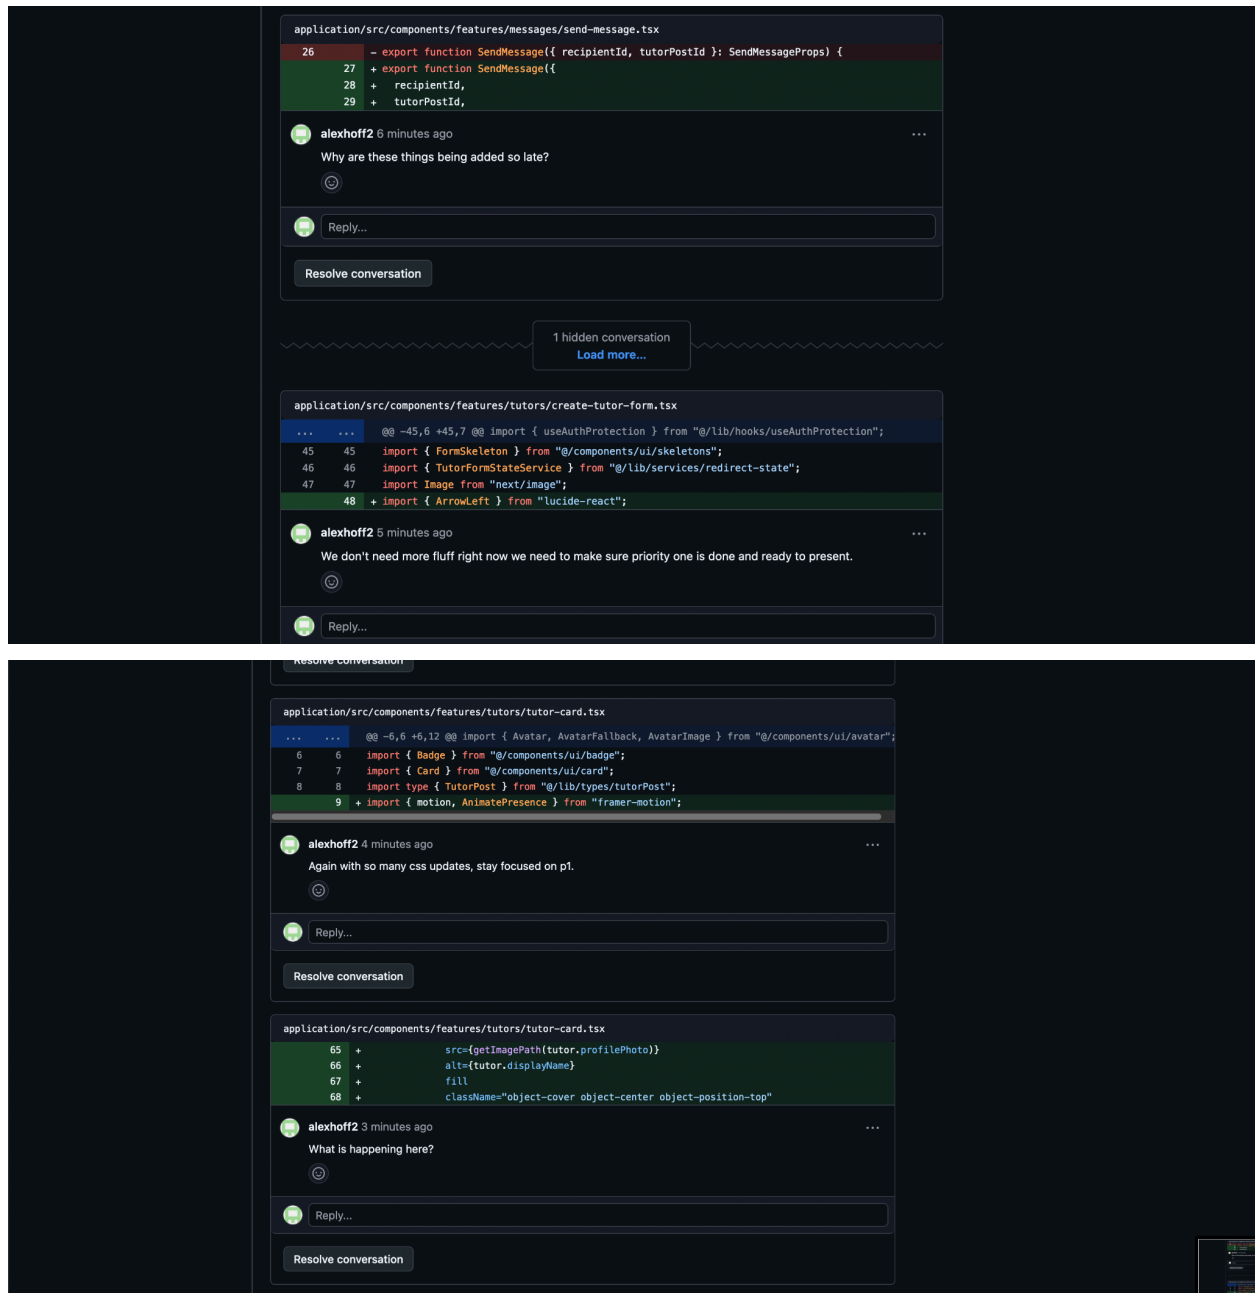 application/src/components/features/messages/send-message.tsx
26 - export function SendMessage({ recipientId, tutorPostId }: SendMessageProps) {
27 + export function SendMessage({
28 + recipientId,
29 + tutorPostId,
alexhoff2 6 minutes ago ...
Why are these things being added so late?
Reply...
Resolve conversation
1 hidden conversation
Load more...
application/src/components/features/tutors/create-tutor-form.tsx
... ... @@ -45,6 +45,7 @@ import { useAuthProtection } from "@/lib/hooks/useAuthProtection";
45 45 import { FormSkeleton } from "@/components/ui/skeletons";
46 46 import { TutorFormStateService } from "@/lib/services/redirect-state";
47 47 import Image from "next/image";
48 + import { ArrowLeft } from "lucide-react";
alexhoff2 5 minutes ago ...
We don't need more fluff right now we need to make sure priority one is done and ready to present.
Reply...
Resolve conversation
application/src/components/features/tutors/tutor-card.tsx
... ... @@ -6,6 +6,12 @@ import { Avatar, AvatarFallback, AvatarImage } from "@/components/ui/avatar";
6 6 import { Badge } from "@/components/ui/badge";
7 7 import { Card } from "@/components/ui/card";
8 8 import type { TutorPost } from "@/lib/types/tutorPost";
9 + import { motion, AnimatePresence } from "framer-motion";
alexhoff2 4 minutes ago ...
Again with so many css updates, stay focused on p1.
Reply...
Resolve conversation
application/src/components/features/tutors/tutor-card.tsx
65 + src={getImagePath(tutor.profilePhoto)}
66 + alt={tutor.displayName}
67 + fill
68 + className="object-cover object-center object-position-top"
alexhoff2 3 minutes ago ...
What is happening here?
Reply...
Resolve conversation